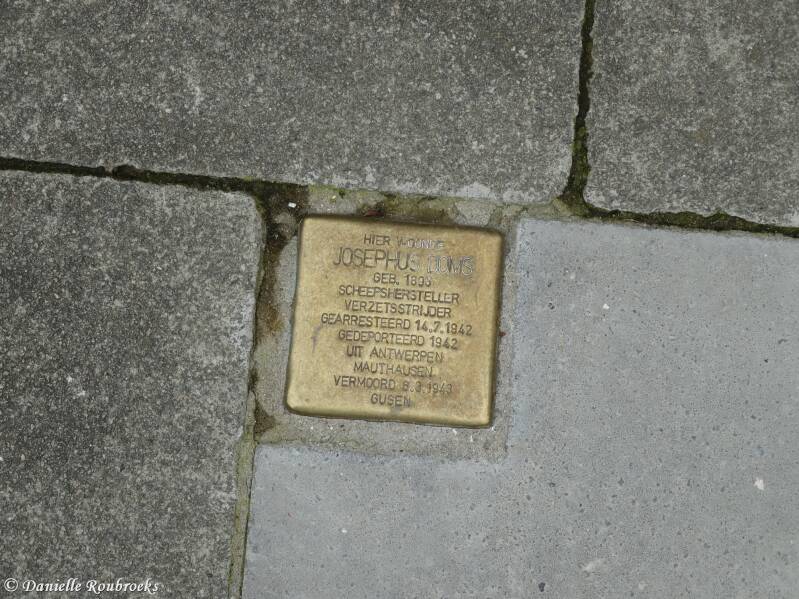 HIER WOONDE
JOSEPHUS DOMS
GEB.
SCHEEPSHERSTELLER
VERZETSSTRIJDER
GEARRESTEERD 14.7.1942
GEDEPORTEERD 1942
UIT ANTWERPEN
MAUTHAUSEN
VERMOORD
GUSEN
© Danielle Roubroeks